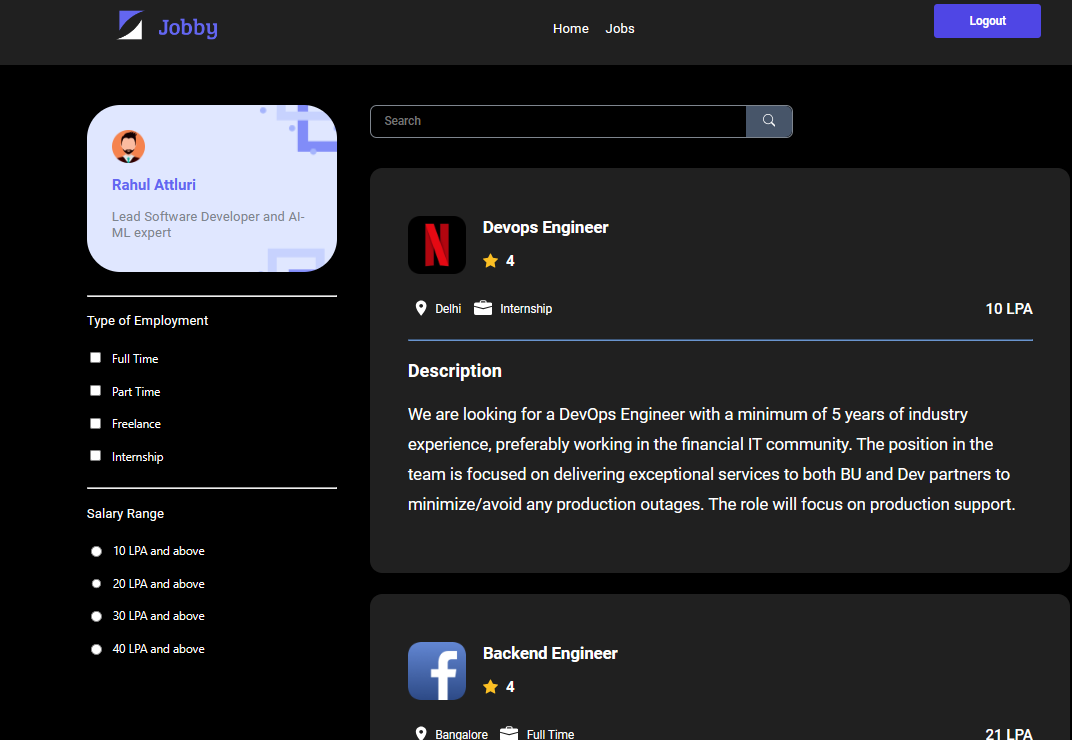 Jobby
Home Jobs
Logout
Rahul Attluri
Lead Software Developer and AI-
ML expert
Type of Employment
Full Time
Part Time
Freelance
Internship
Salary Range
10 LPA and above
20 LPA and above
30 LPA and above
40 LPA and above
Search
N
Devops Engineer
4
Delhi Internship 10 LPA
Description
We are looking for a DevOps Engineer with a minimum of 5 years of industry
experience, preferably working in the financial IT community. The position in the
team is focused on delivering exceptional services to both BU and Dev partners to
minimize/avoid any production outages. The role will focus on production support.
f
Backend Engineer
4
Bangalore Full Time 21 LPA